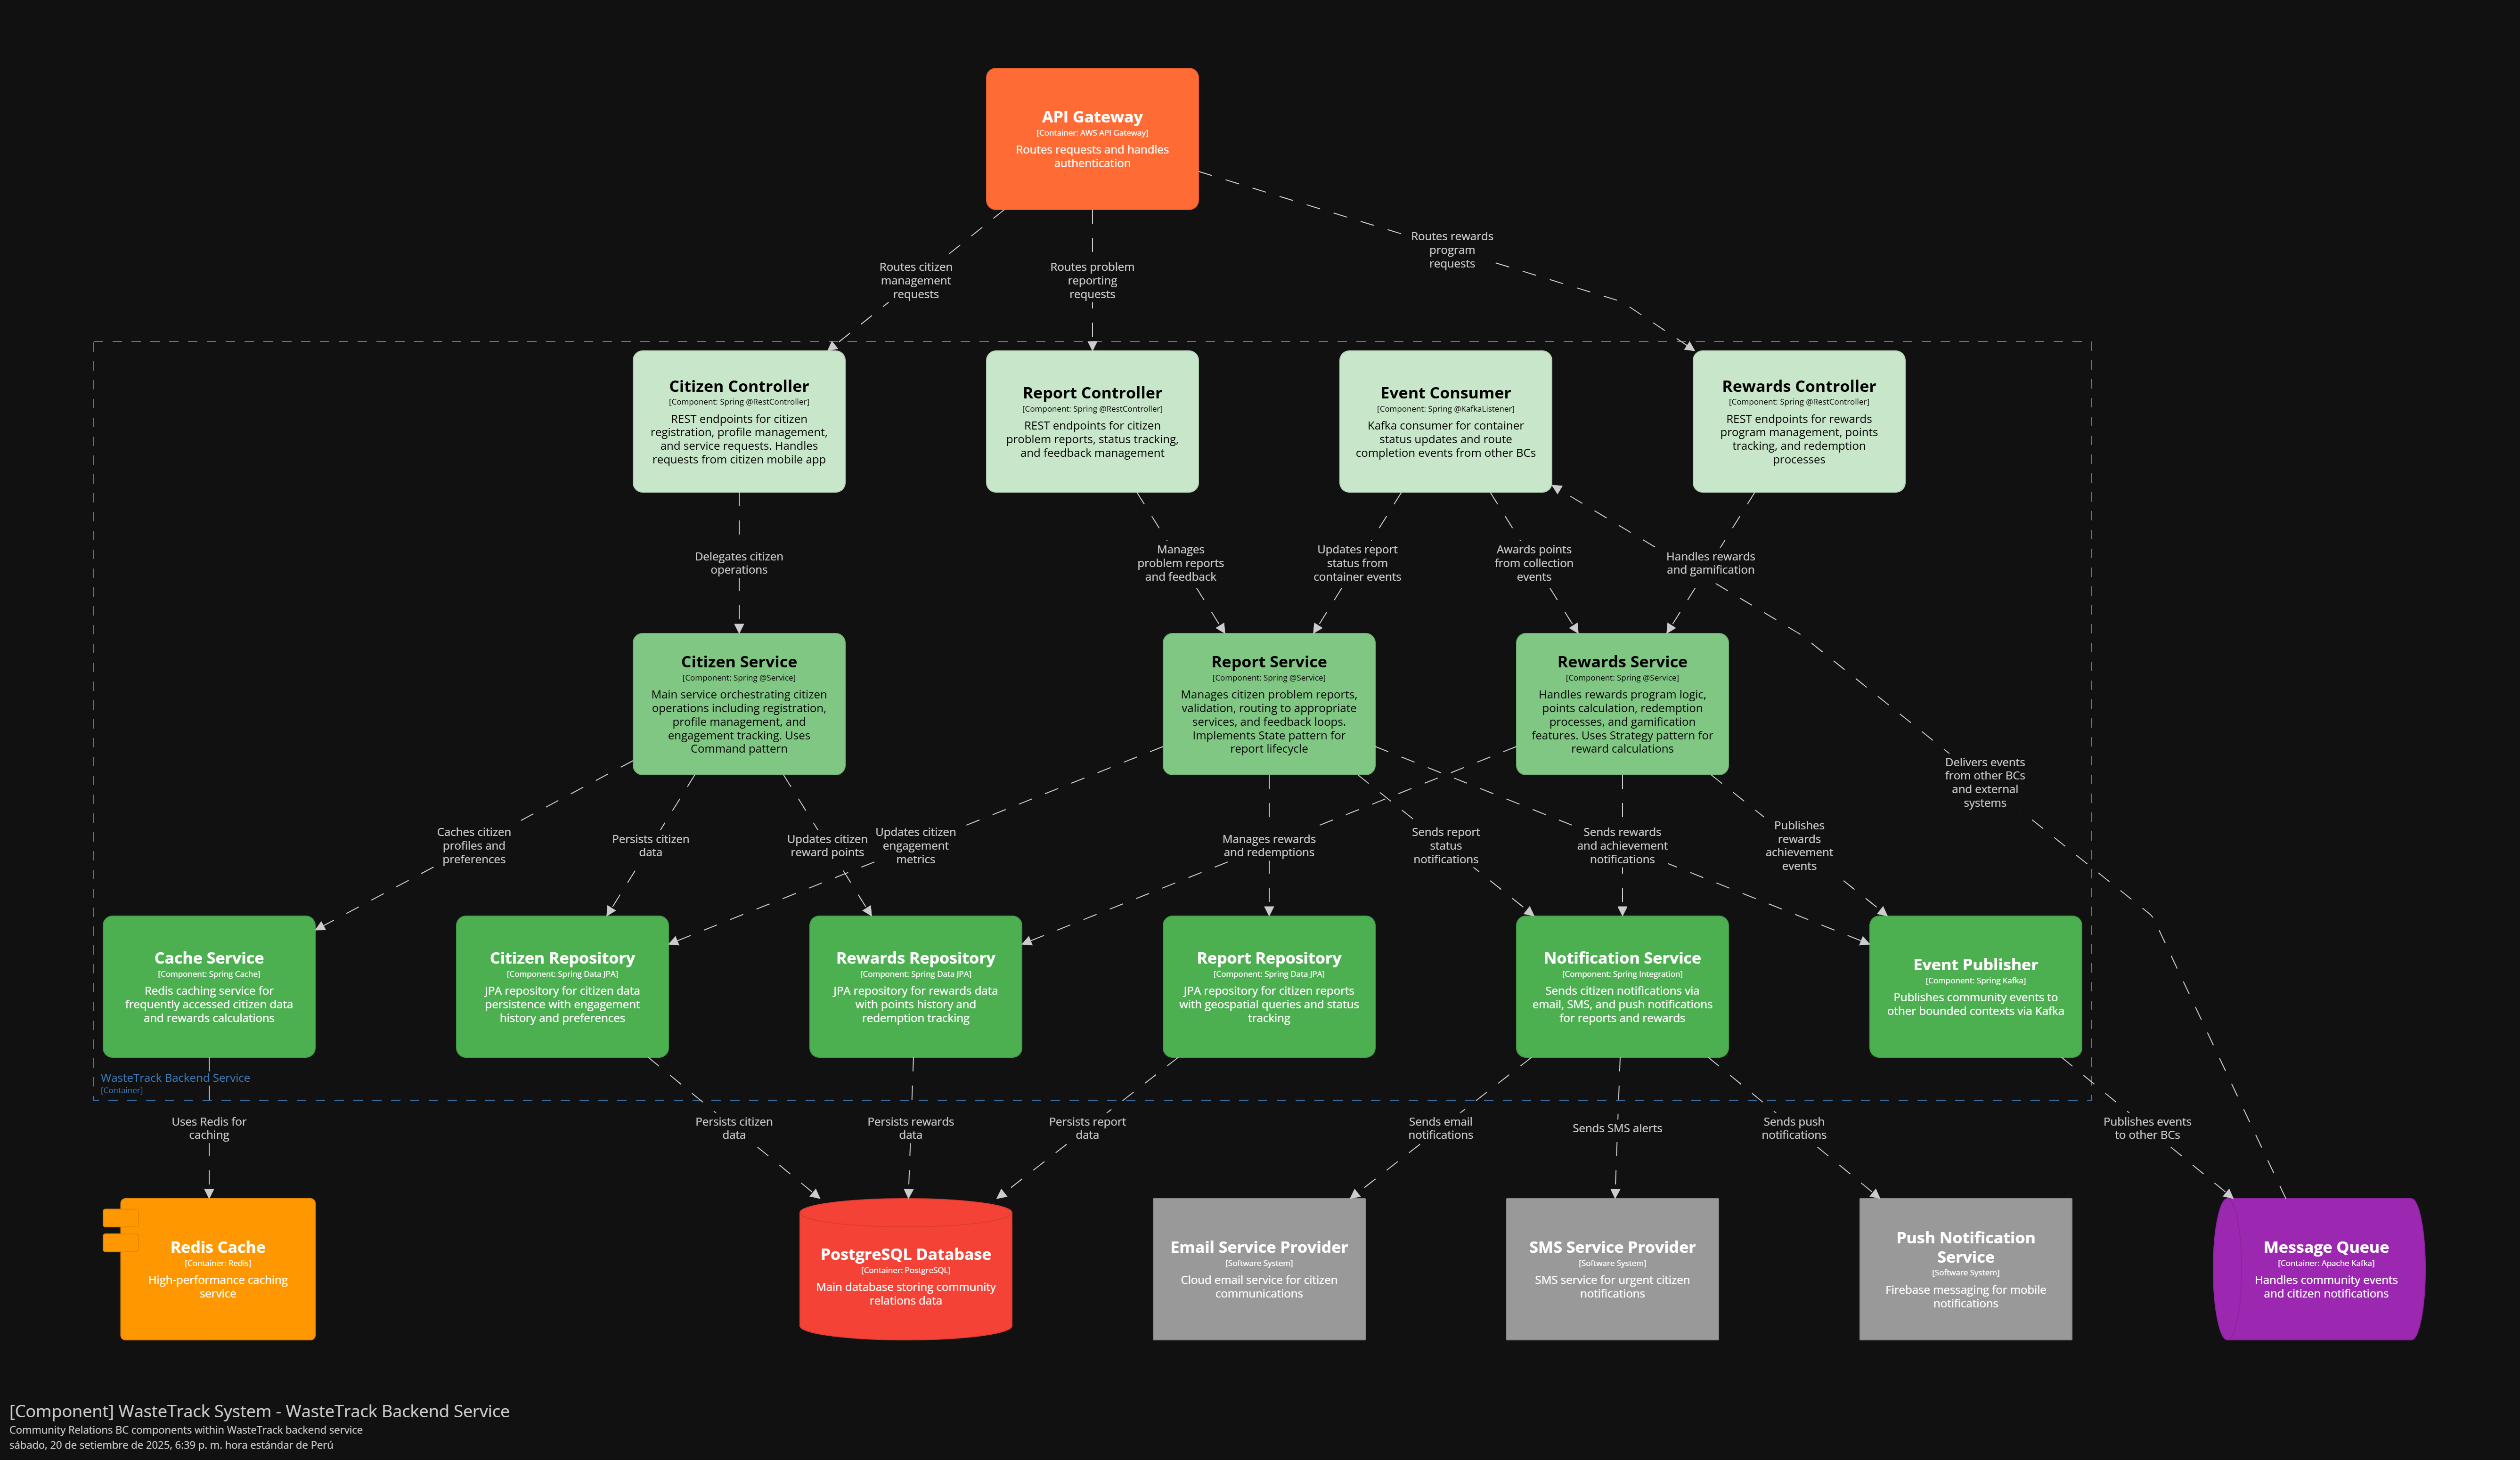 API Gateway
[Container: AWS API Gateway]
Routes requests and handles
authentication
Routes citizen
management
requests
Routes problem
reporting
requests
Routes rewards
program
requests
Citizen Controller
[Component: Spring @RestController]
REST endpoints for citizen
registration, profile management,
and service requests. Handles
requests from citizen mobile app
Report Controller
[Component: Spring @RestController]
REST endpoints for citizen
problem reports, status tracking,
and feedback management
Event Consumer
[Component: Spring @KafkaListener]
Kafka consumer for container
status updates and route
completion events from other BCs
Rewards Controller
[Component: Spring @RestController]
REST endpoints for rewards
program management, points
tracking, and redemption
processes
Delegates citizen
operations
Manages
problem reports
and feedback
Updates report
status from
container events
Awards points
from collection
events
Handles rewards
and gamification
Citizen Service
[Component: Spring @Service]
Main service orchestrating citizen
operations including registration,
profile management, and
engagement tracking. Uses
Command pattern
Report Service
[Component: Spring @Service]
Manages citizen problem reports,
validation, routing to appropriate
services, and feedback loops.
Implements State pattern for
report lifecycle
Rewards Service
[Component: Spring @Service]
Handles rewards program logic,
points calculation, redemption
processes, and gamification
features. Uses Strategy pattern for
reward calculations
Delivers events
from other BCs
and external
systems
Caches citizen
profiles and
preferences
Persists citizen
data
Updates citizen
reward points
Updates citizen
engagement
metrics
Manages rewards
and redemptions
Sends report
status
notifications
Sends rewards
and achievement
notifications
Publishes
rewards
achievement
events
Cache Service
[Component: Spring Cache]
Redis caching service for
frequently accessed citizen data
and rewards calculations
Citizen Repository
[Component: Spring Data JPA]
JPA repository for citizen data
persistence with engagement
history and preferences
Rewards Repository
[Component: Spring Data JPA]
JPA repository for rewards data
with points history and
redemption tracking
Report Repository
[Component: Spring Data JPA]
JPA repository for citizen reports
with geospatial queries and status
tracking
Notification Service
[Component: Spring Integration]
Sends citizen notifications via
email, SMS, and push notifications
for reports and rewards
Event Publisher
[Component: Spring Kafka]
Publishes community events to
other bounded contexts via Kafka
WasteTrack Backend Service
[Container]
Uses Redis for
caching
Persists citizen
data
Persists rewards
data
Persists report
data
Sends email
notifications
Sends SMS alerts
Sends push
notifications
Publishes events
to other BCs
Redis Cache
[Container: Redis]
High-performance caching
service
PostgreSQL Database
[Container: PostgreSQL]
Main database storing community
relations data
Email Service Provider
[Software System]
Cloud email service for citizen
communications
SMS Service Provider
[Software System]
SMS service for urgent citizen
notifications
Push Notification
Service
[Software System]
Firebase messaging for mobile
notifications
Message Queue
[Container: Apache Kafka]
Handles community events
and citizen notifications
[Component] WasteTrack System - WasteTrack Backend Service
Community Relations BC components within WasteTrack backend service
sábado, 20 de setiembre de 2025, 6:39 p. m. hora estándar de Perú